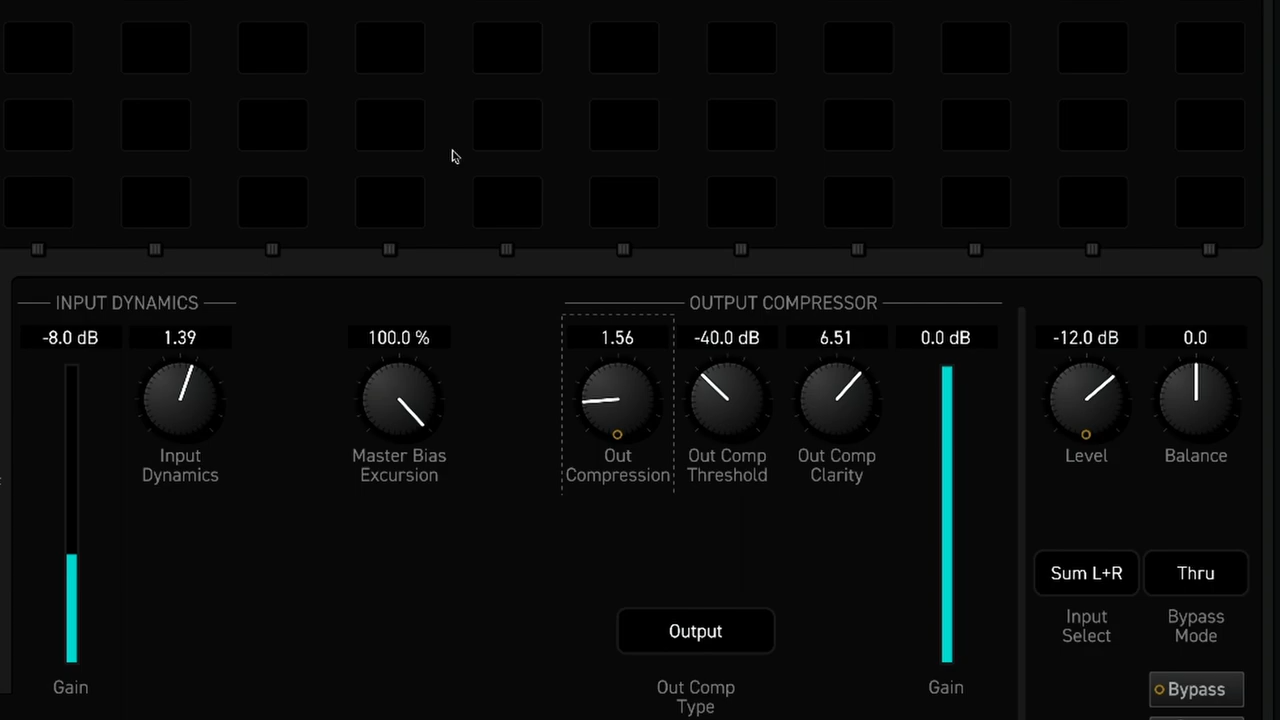 INPUT DYNAMICS
OUTPUT COMPRESSOR
-8.0 dB
1.39
100.0 %
1.56
-40.0 dB
6.51
0.0 dB
-12.0 dB
0.0
Input
Dynamics
Master Bias
Excursion
Out
Compression
Out Comp
Threshold
Out Comp
Clarity
Level
Balance
Sum L+R
Thru
Input
Select
Bypass
Mode
Output
Gain
Out Comp
Type
Gain
Bypass